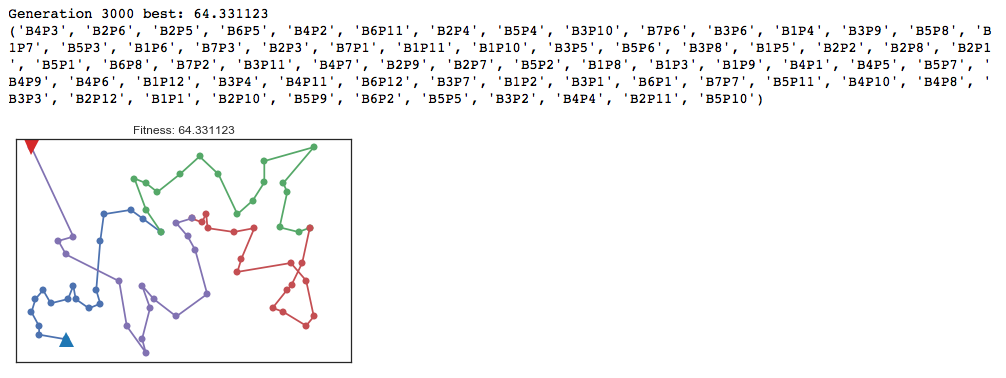 Generation 3000 best: 64.331123
('B4P3', 'B2P6', 'B2P5', 'B6P5', 'B4P2', 'B6P11', 'B2P4', 'B5P4', 'B3P10', 'B7P6', 'B3P6', 'B1P4', 'B3P9', 'B5P8', 'B
1P7', 'B5P3', 'B1P6', 'B7P3', 'B2P3', 'B7P1', 'B1P11', 'B1P10', 'B3P5', 'B5P6', 'B3P8', 'B1P5', 'B2P2', 'B2P8', 'B2P1
', 'B5P1', 'B6P8', 'B7P2', 'B3P11', 'B4P7', 'B2P9', 'B2P7', 'B5P2', 'B1P8', 'B1P3', 'B1P9', 'B4P1', 'B4P5', 'B5P7', '
B4P9', 'B4P6', 'B1P12', 'B3P4', 'B4P11', 'B6P12', 'B3P7', 'B1P2', 'B3P1', 'B6P1', 'B7P7', 'B5P11', 'B4P10', 'B4P8', '
B3P3', 'B2P12', 'B1P1', 'B2P10', 'B5P9', 'B6P2', 'B5P5', 'B3P2', 'B4P4', 'B2P11', 'B5P10')
Fitness: 64.331123